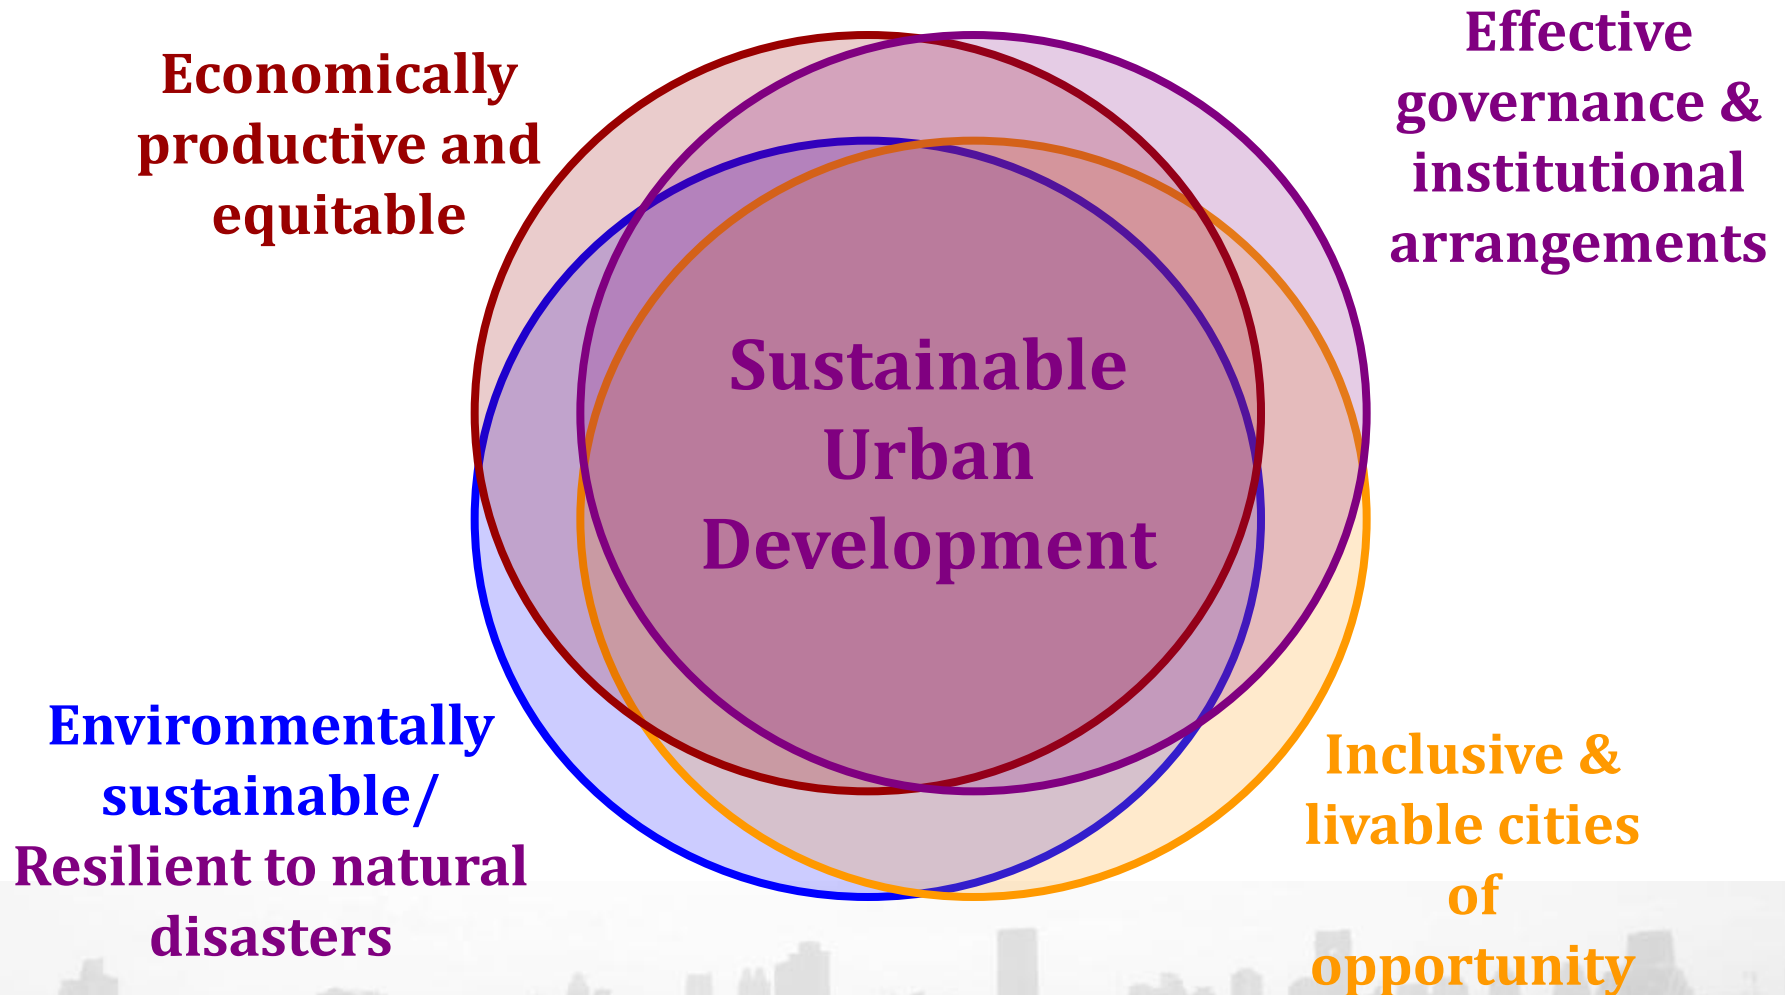 Economically
productive and
equitable
Effective
governance &
institutional
arrangements
Sustainable
Urban
Development
Environmentally
sustainable/
Resilient to natural
disasters
Inclusive &
livable cities
of
opportunity